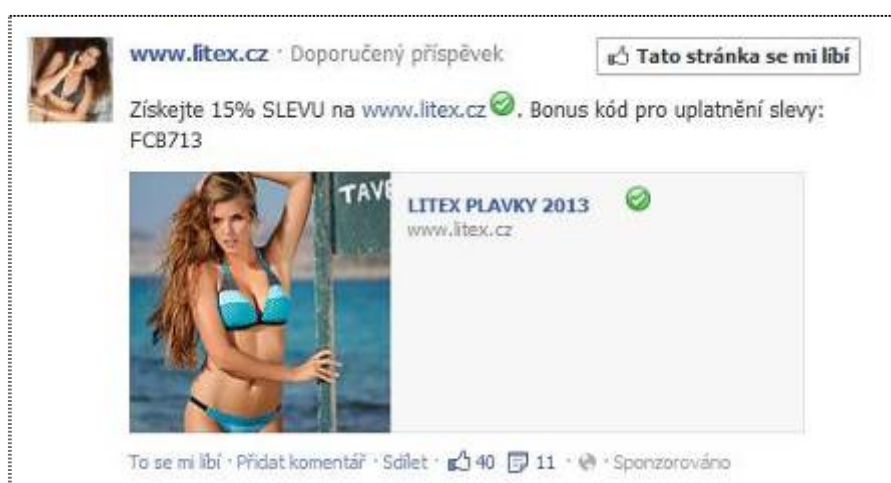 www.litex.cz · Doporučený příspěvek
Tato stránka se mi líbí
Získejte 15% SLEVU na www.litex.cz. Bonus kód pro uplatnění slevy:
FCB713
TAVE
LITEX PLAVKY 2013
www.litex.cz
To se mi líbí · Přidat komentář · Sdílet · 40 11 · Sponzorováno